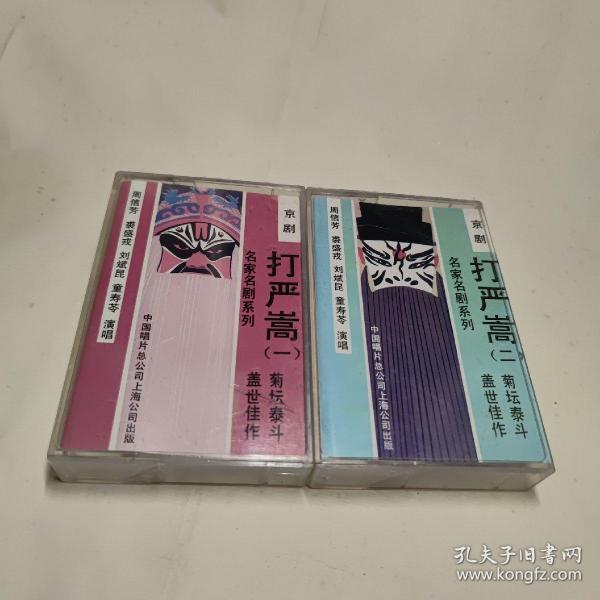 京剧
打严嵩(一)
名家名剧系列
菊坛泰斗
盖世佳作
周信芳 裘盛戎 刘斌昆 童寿苓 演唱
中国唱片总公司上海公司出版
京剧
打严嵩(二
名家名剧系列
菊坛泰斗
盖世佳作
周信芳 裘盛戎 刘斌昆 童寿苓 演唱
中国唱片总公司上海公司出版
孔夫子旧书网
www.kongfz.com